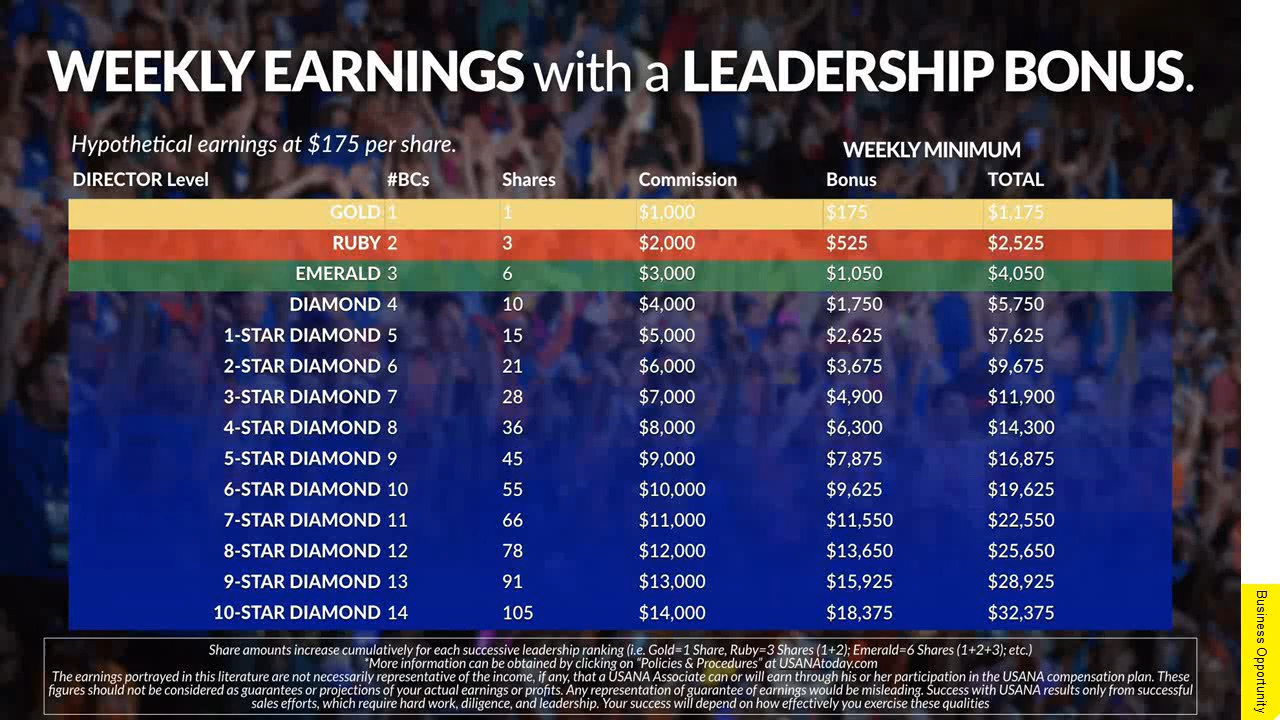 WEEKLY EARNINGS with a LEADERSHIP BONUS.
Hypothetical earnings at $175 per share.
WEEKLY MINIMUM
DIRECTOR Level #BCs Shares Commission Bonus TOTAL
GOLD 1 1 $1,000 $175 $1,175
RUBY 2 3 $2,000 $525 $2,525
EMERALD 3 6 $3,000 $1,050 $4,050
DIAMOND 4 10 $4,000 $1,750 $5,750
1-STAR DIAMOND 5 15 $5,000 $2,625 $7,625
2-STAR DIAMOND 6 21 $6,000 $3,675 $9,675
3-STAR DIAMOND 7 28 $7,000 $4,900 $11,900
4-STAR DIAMOND 8 36 $8,000 $6,300 $14,300
5-STAR DIAMOND 9 45 $9,000 $7,875 $16,875
6-STAR DIAMOND 10 55 $10,000 $9,625 $19,625
7-STAR DIAMOND 11 66 $11,000 $11,550 $22,550
8-STAR DIAMOND 12 78 $12,000 $13,650 $25,650
9-STAR DIAMOND 13 91 $13,000 $15,925 $28,925
10-STAR DIAMOND 14 105 $14,000 $18,375 $32,375
Share amounts increase cumulatively for each successive leadership ranking (i.e. Gold=1 Share, Ruby=3 Shares (1+2); Emerald=6 Shares (1+2+3); etc.)
*More information can be obtained by clicking on "Policies & Procedures" at USANAtoday.com
The earnings portrayed in this literature are not necessarily representative of the income, if any, that a USANA Associate can or will earn through his or her participation in the USANA compensation plan. These
figures should not be considered as guarantees or projections of your actual earnings or profits. Any representation of guarantee of earnings would be misleading. Success with USANA results only from successful
sales efforts, which require hard work, diligence, and leadership. Your success will depend on how effectively you exercise these qualities
Business Opportunity